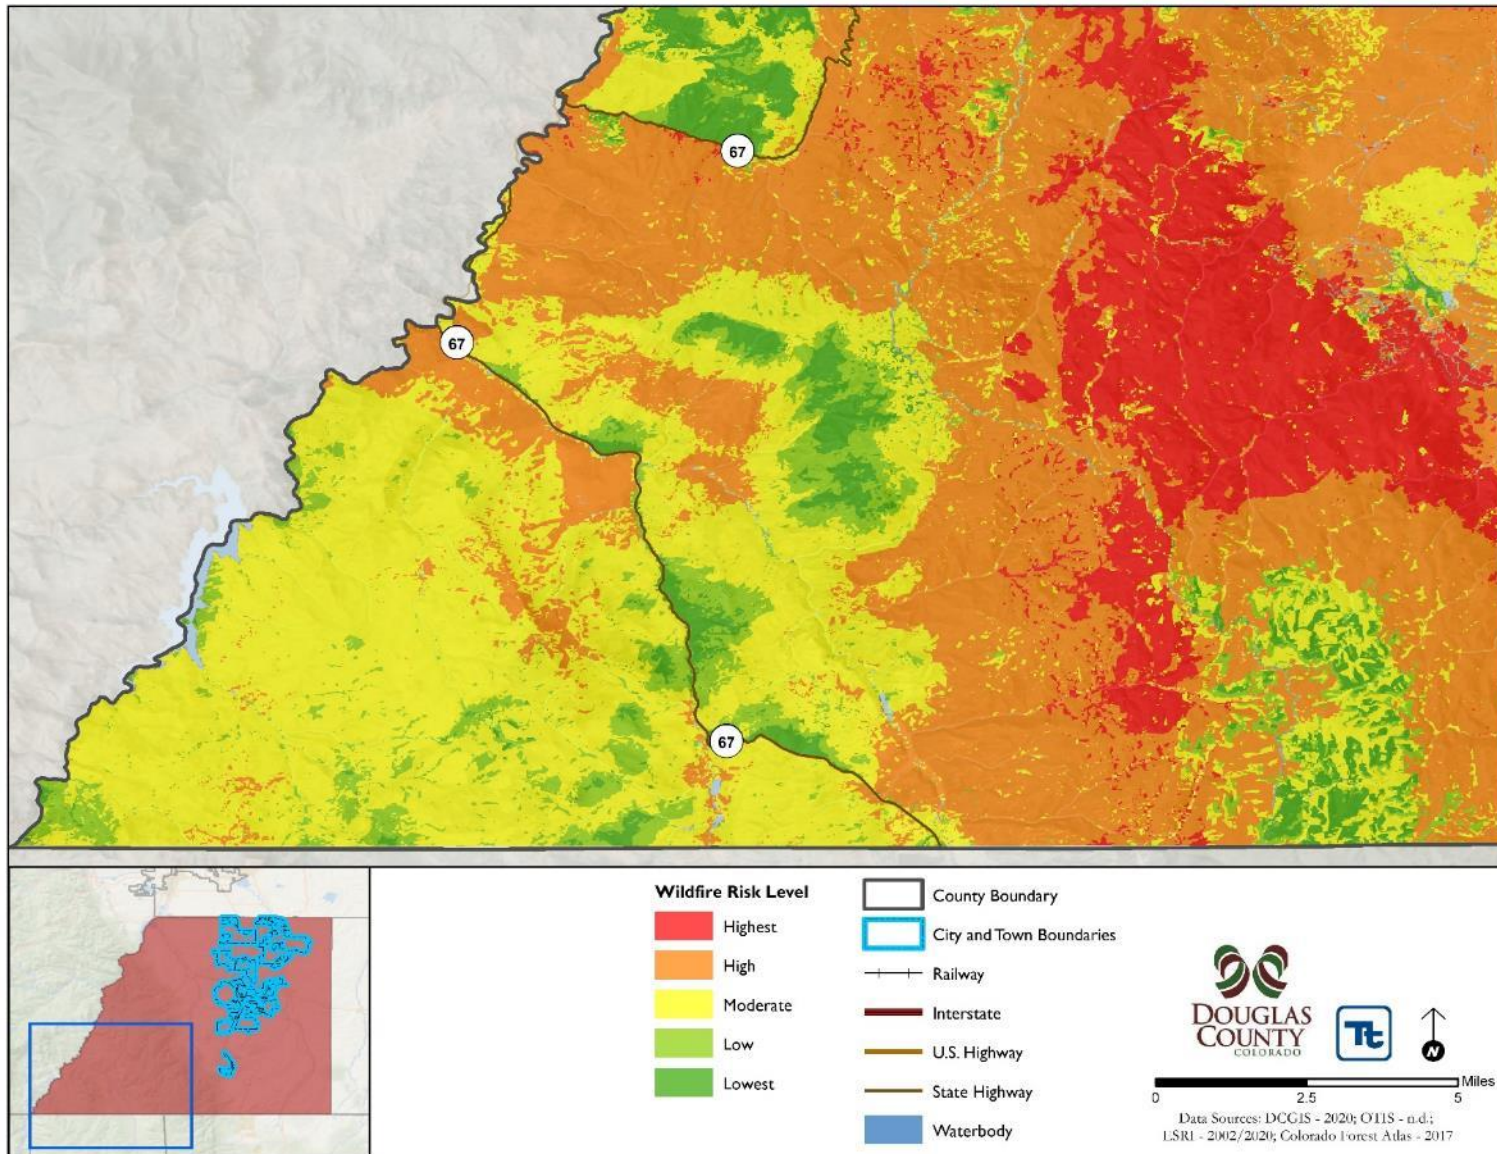 67
67
67
Wildfire Risk Level
Highest
High
Moderate
Low
Lowest
County Boundary
City and Town Boundaries
Railway
Interstate
U.S. Highway
State Highway
Waterbody
DOUGLAS
COUNTY
COLORADO
Tt
N
Miles
0 2.5 5
Data Sources: DCGIS - 2020; OTIS - n.d.;
ESRI - 2002/2020; Colorado Forest Atlas - 2017